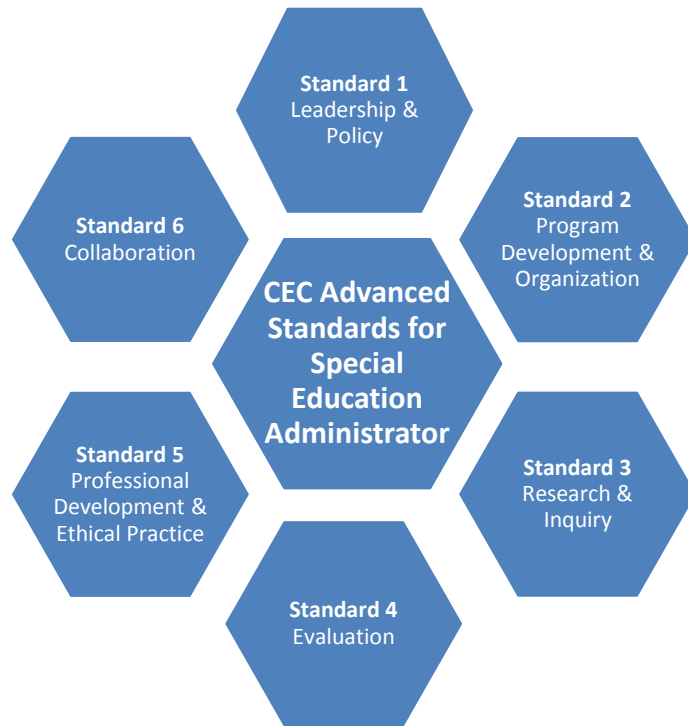 Standard 1
Leadership &
Policy
Standard 2
Program
Development &
Organization
Standard 3
Research &
Inquiry
Standard 4
Evaluation
Standard 5
Professional
Development &
Ethical Practice
Standard 6
Collaboration
CEC Advanced
Standards for
Special
Education
Administrator